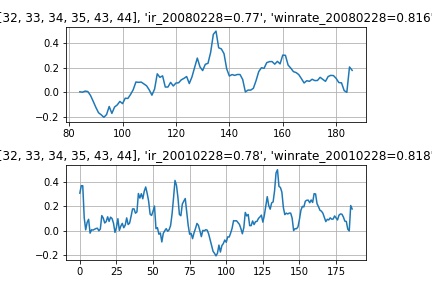 [32, 33, 34, 35, 43, 44], 'ir_20080228=0.77', 'winrate_20080228=0.816'
0.4
0.2
0.0
−0.2
80 100 120 140 160 180
[32, 33, 34, 35, 43, 44], 'ir_20010228=0.78', 'winrate_20010228=0.818'
0.4
0.2
0.0
−0.2
0 25 50 75 100 125 150 175